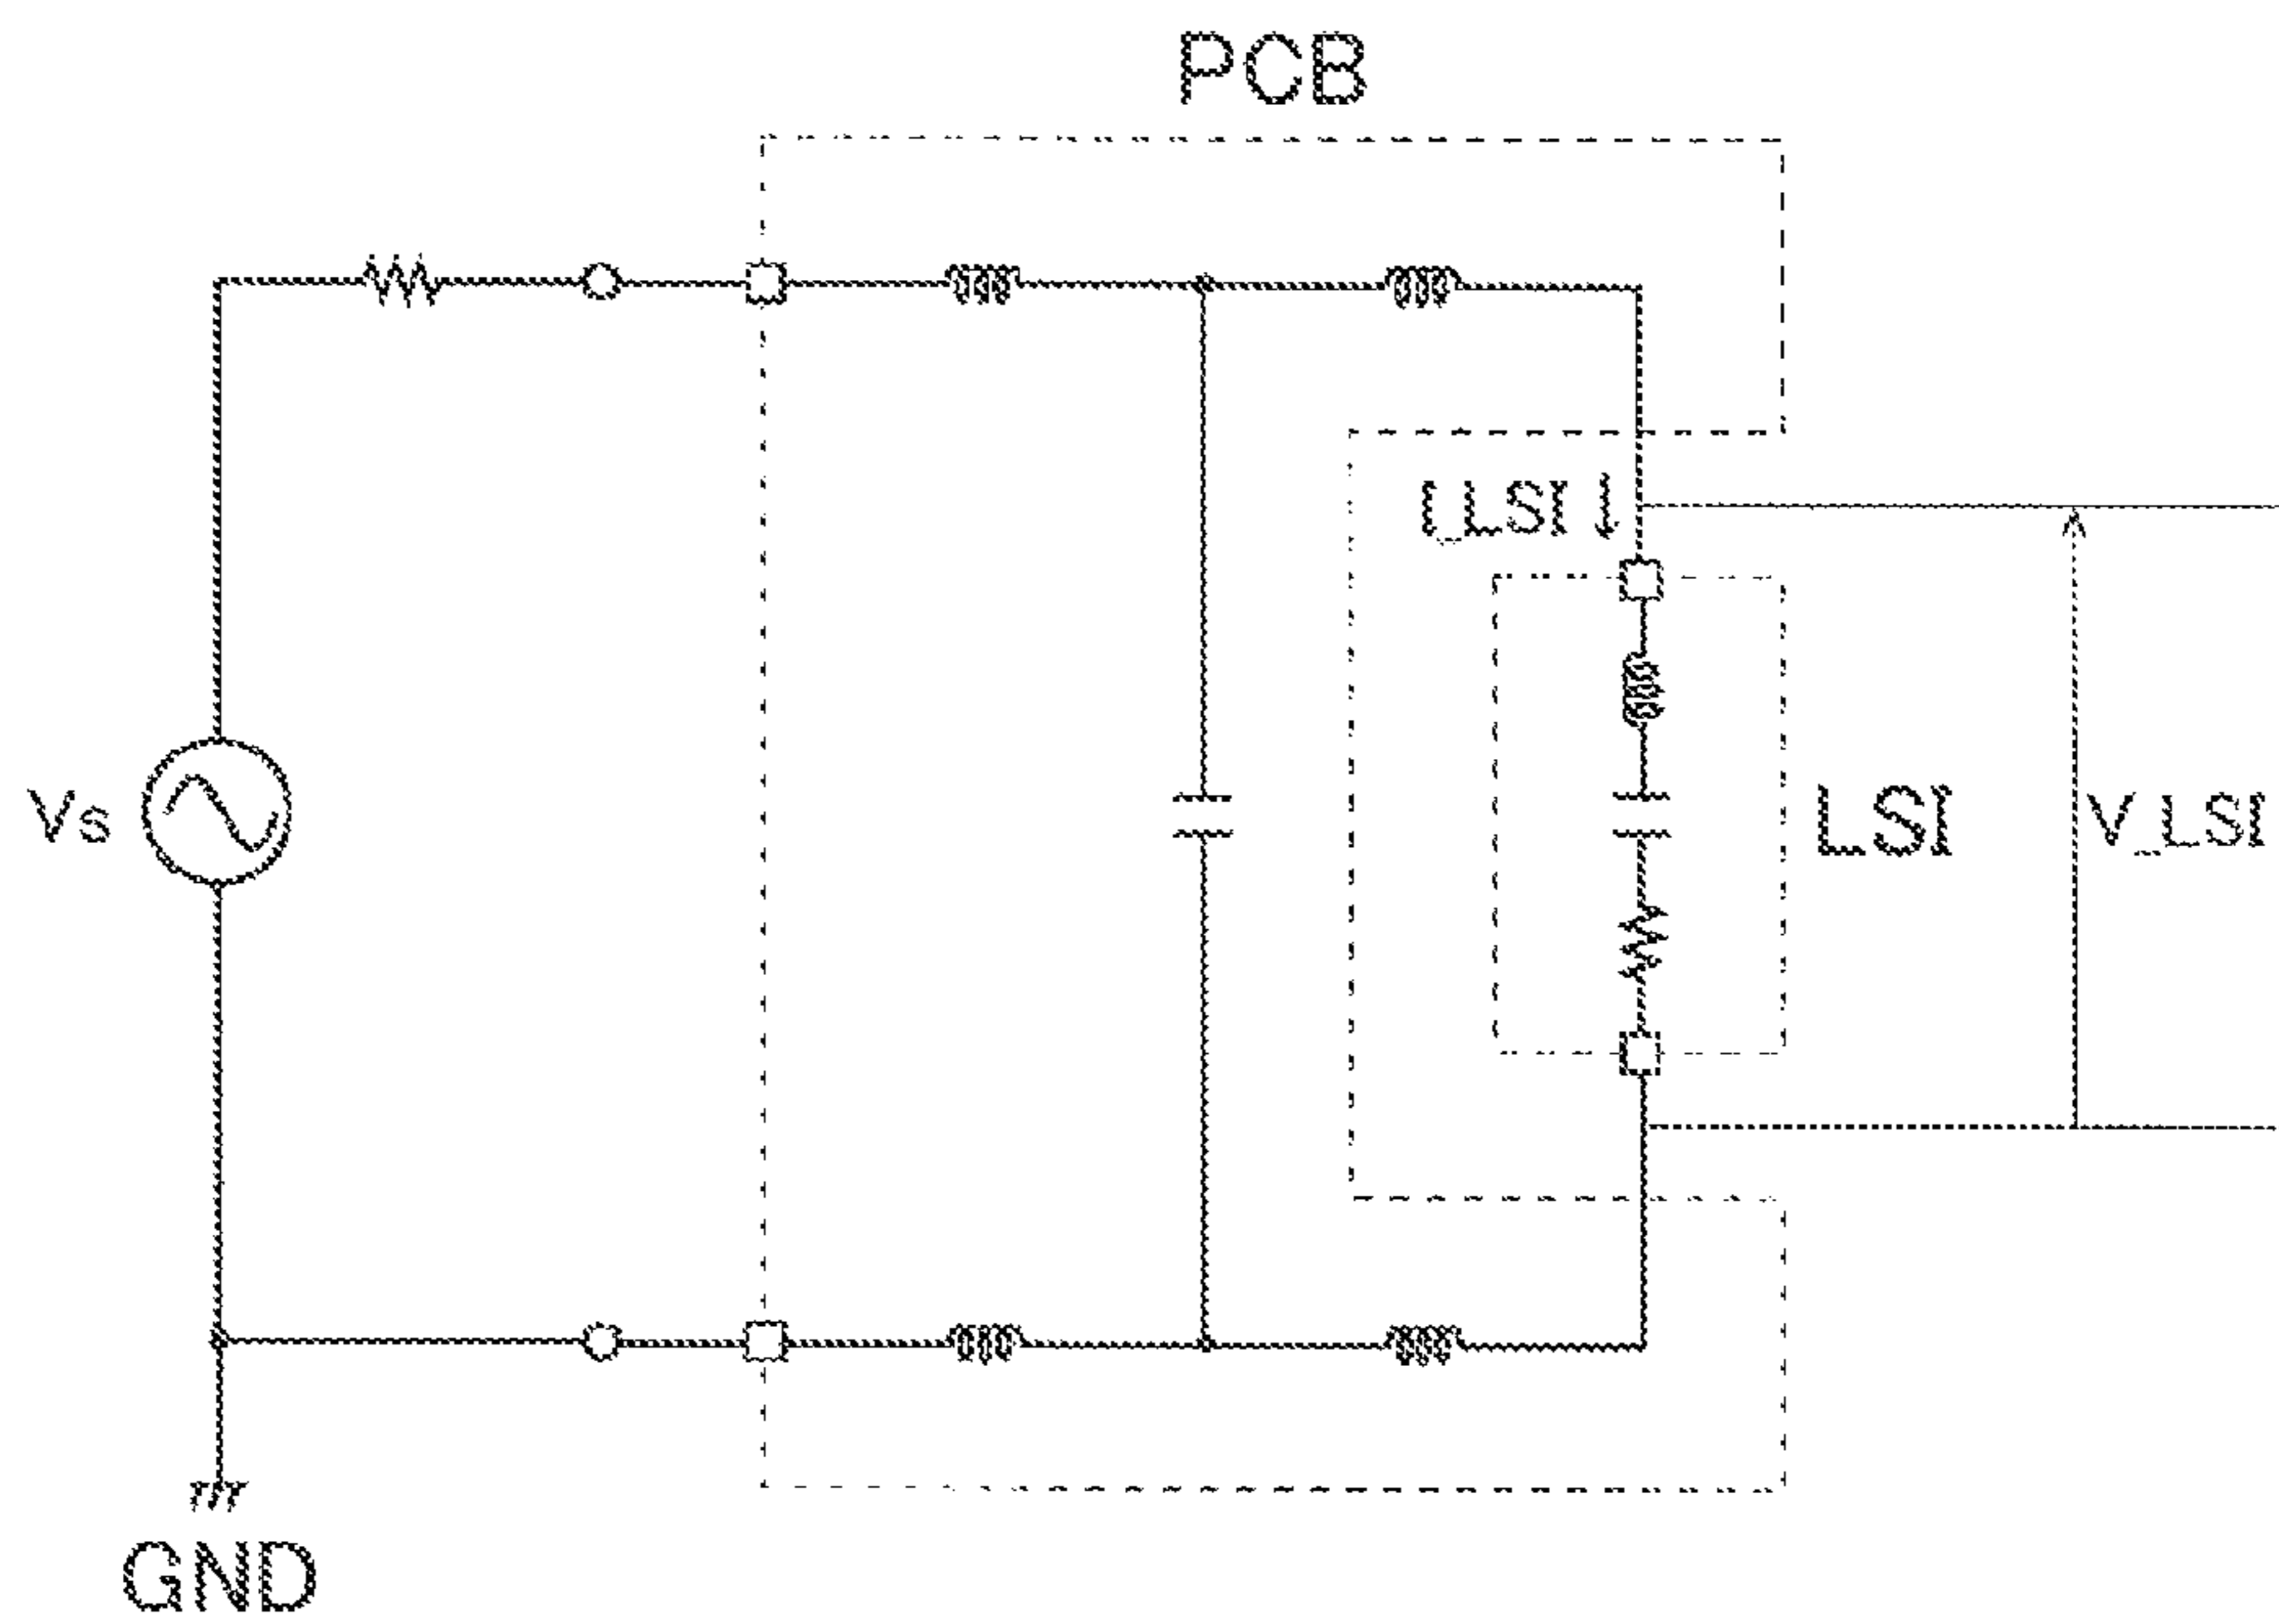 PCB
I_LSI
Vs
LSI
V_LSI
GND